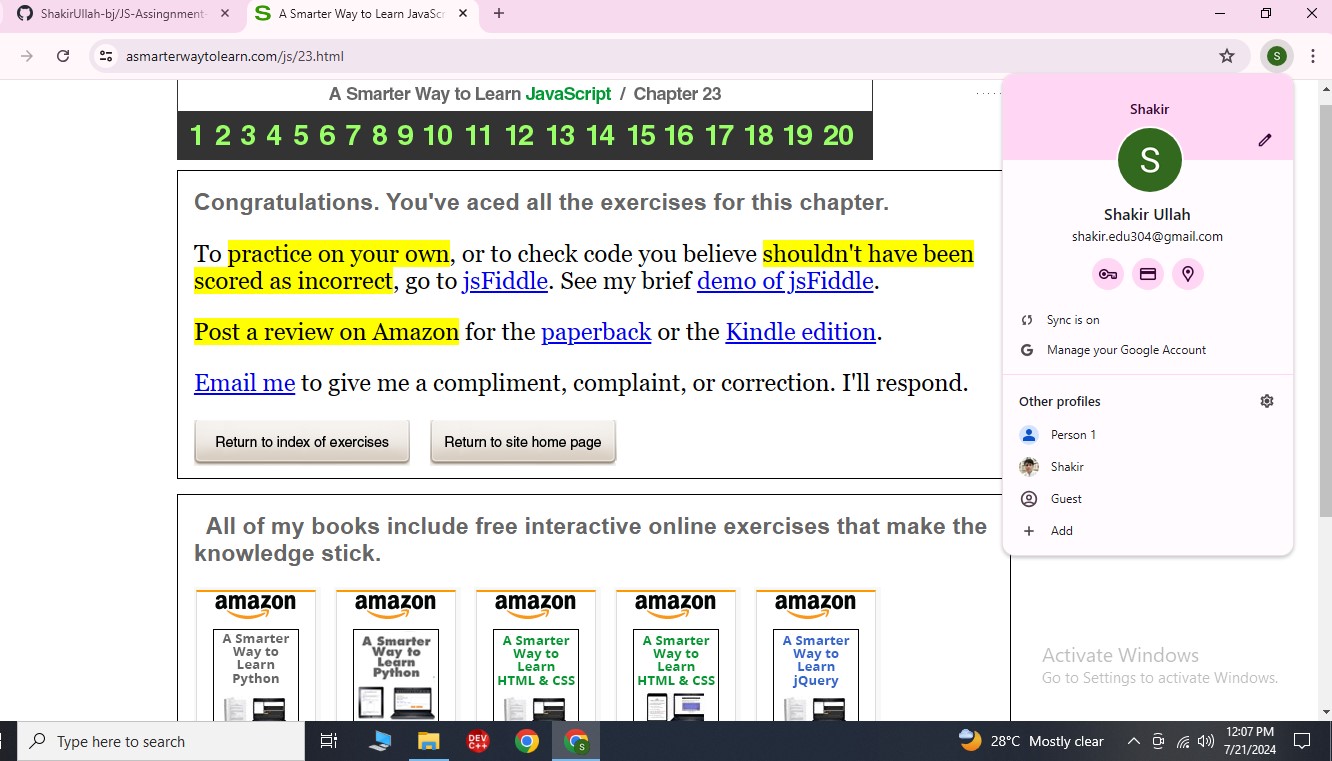 ShakirUllah-bj/JS-Assingnment-
A Smarter Way to Learn JavaScr
asmarterwaytolearn.com/js/23.html
A Smarter Way to Learn JavaScript / Chapter 23
1 2 3 4 5 6 7 8 9 10 11 12 13 14 15 16 17 18 19 20
Congratulations. You've aced all the exercises for this chapter.
To practice on your own, or to check code you believe shouldn't have been
scored as incorrect, go to jsFiddle. See my brief demo of jsFiddle.
Post a review on Amazon for the paperback or the Kindle edition.
Email me to give me a compliment, complaint, or correction. I'll respond.
Return to index of exercises
Return to site home page
All of my books include free interactive online exercises that make the
knowledge stick.
amazon
A Smarter
Way to
Learn
Python
amazon
A Smarter
Way to
Learn
Python
amazon
A Smarter
Way to
Learn
HTML & CSS
amazon
A Smarter
Way to
Learn
HTML & CSS
amazon
A Smarter
Way to
Learn
jQuery
S
Shakir
S
Shakir Ullah
shakir.edu304@gmail.com
Sync is on
Manage your Google Account
Other profiles
Person 1
Shakir
Guest
Add
Activate Windows
Go to Settings to activate Windows.
Type here to search
DEV
C++
S
28°C Mostly clear
12:07 PM
7/21/2024